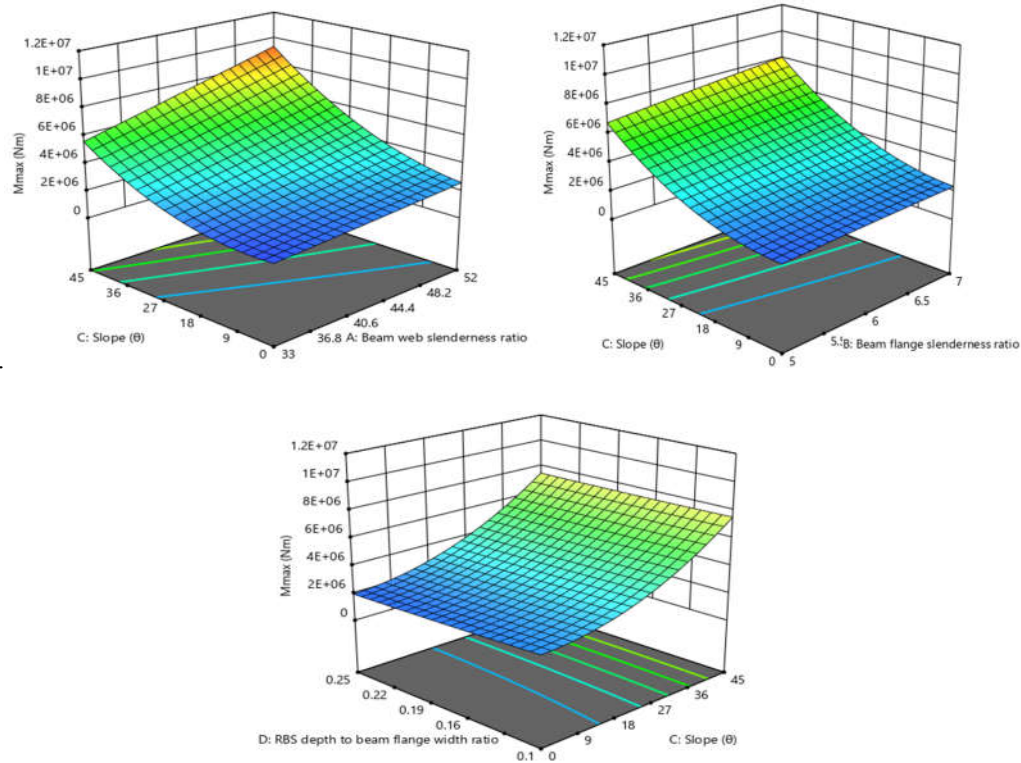 1.2E+07
1E+07
8E+06
6E+06
4E+06
2E+06
0
Mmax (Nm)
45
36
27
18
9
0
C: Slope (θ)
33
36.8
40.6
44.4
48.2
52
A: Beam web slenderness ratio
1.2E+07
1E+07
8E+06
6E+06
4E+06
2E+06
0
Mmax (Nm)
45
36
27
18
9
0
C: Slope (θ)
5
6
6.5
7
B: Beam flange slenderness ratio
1.2E+07
1E+07
8E+06
6E+06
4E+06
2E+06
0
Mmax (Nm)
0.25
0.22
0.19
0.16
0.1
D: RBS depth to beam flange width ratio
0
9
18
27
36
45
C: Slope (θ)